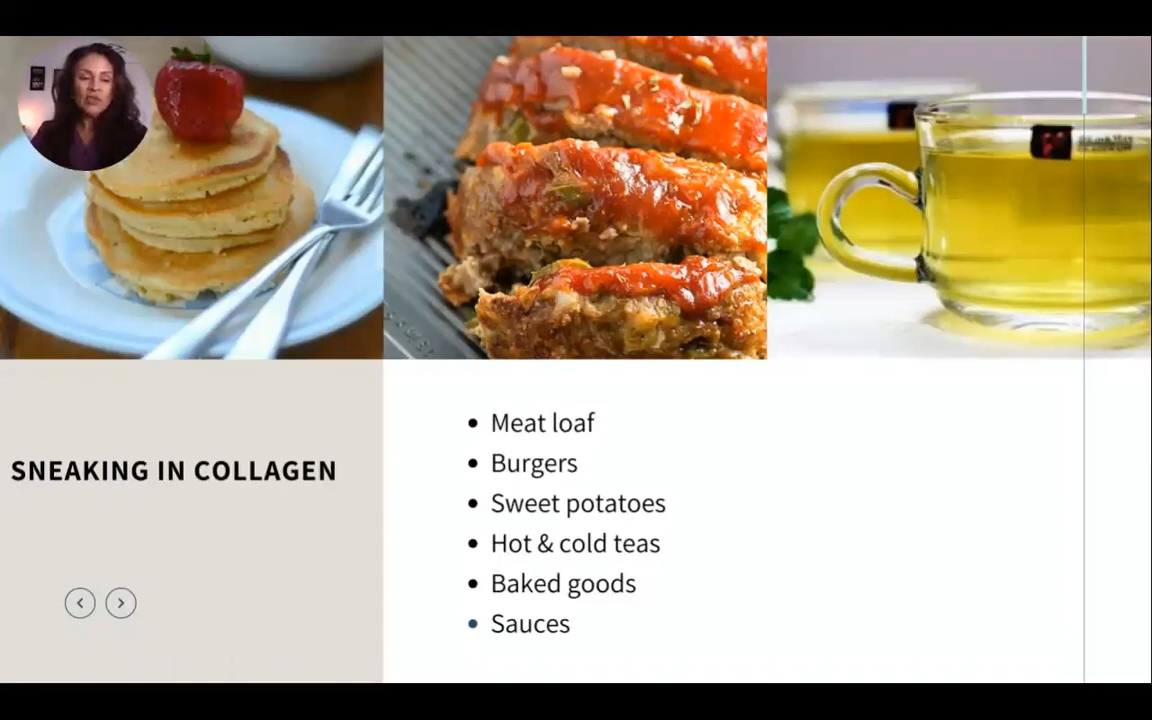 SNEAKING IN COLLAGEN
Meat loaf
Burgers
Sweet potatoes
Hot & cold teas
Baked goods
Sauces